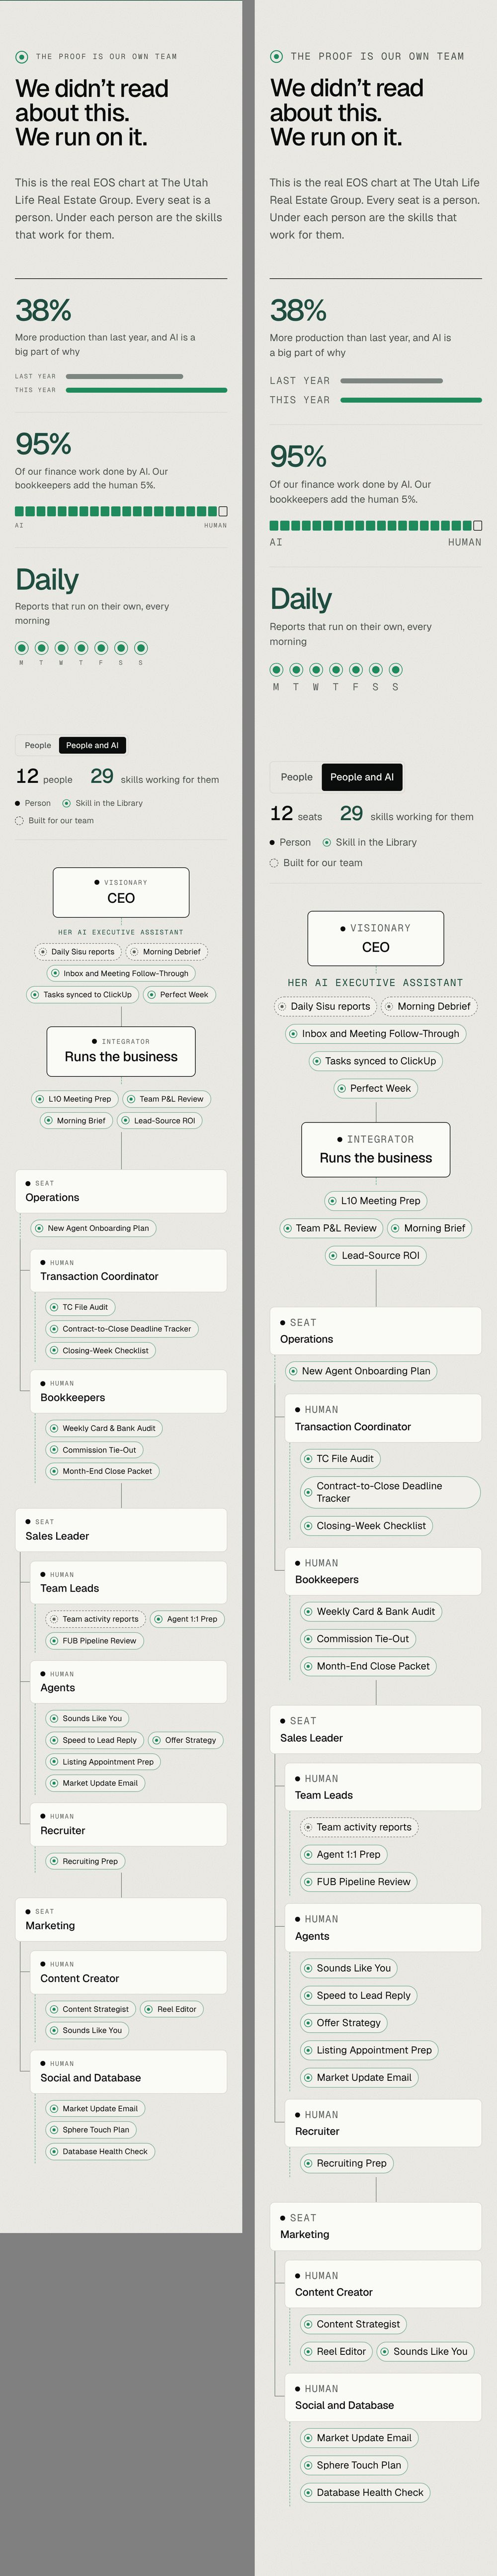 THE PROOF IS OUR OWN TEAM
We didn’t read
about this.
We run on it.
This is the real EOS chart at The Utah
Life Real Estate Group. Every seat is a
person. Under each person are the skills
that work for them.
38%
More production than last year, and AI is a
big part of why
LAST YEAR
THIS YEAR
95%
Of our finance work done by AI. Our
bookkeepers add the human 5%.
AI HUMAN
Daily
Reports that run on their own, every
morning
M T W T F S S
People People and AI
12 people 29 skills working for them
Person Skill in the Library
Built for our team
VISIONARY
CEO
HER AI EXECUTIVE ASSISTANT
Daily Sisu reports Morning Debrief
Inbox and Meeting Follow-Through
Tasks synced to ClickUp Perfect Week
INTEGRATOR
Runs the business
L10 Meeting Prep Team P&L Review
Morning Brief Lead-Source ROI
SEAT
Operations
New Agent Onboarding Plan
HUMAN
Transaction Coordinator
TC File Audit
Contract-to-Close Deadline Tracker
Closing-Week Checklist
HUMAN
Bookkeepers
Weekly Card & Bank Audit
Commission Tie-Out
Month-End Close Packet
SEAT
Sales Leader
HUMAN
Team Leads
Team activity reports Agent 1:1 Prep
FUB Pipeline Review
HUMAN
Agents
Sounds Like You
Speed to Lead Reply Offer Strategy
Listing Appointment Prep
Market Update Email
HUMAN
Recruiter
Recruiting Prep
SEAT
Marketing
HUMAN
Content Creator
Content Strategist Reel Editor
Sounds Like You
HUMAN
Social and Database
Market Update Email
Sphere Touch Plan
Database Health Check
THE PROOF IS OUR OWN TEAM
We didn’t read
about this.
We run on it.
This is the real EOS chart at The Utah Life
Real Estate Group. Every seat is a
person. Under each person are the skills that
work for them.
38%
More production than last year, and AI is
a big part of why
LAST YEAR
THIS YEAR
95%
Of our finance work done by AI. Our
bookkeepers add the human 5%.
AI HUMAN
Daily
Reports that run on their own, every
morning
M T W T F S S
People People and AI
12 seats 29 skills working for them
Person Skill in the Library
Built for our team
VISIONARY
CEO
HER AI EXECUTIVE ASSISTANT
Daily Sisu reports Morning Debrief
Inbox and Meeting Follow-Through
Tasks synced to ClickUp
Perfect Week
INTEGRATOR
Runs the business
L10 Meeting Prep
Team P&L Review Morning Brief
Lead-Source ROI
SEAT
Operations
New Agent Onboarding Plan
HUMAN
Transaction Coordinator
TC File Audit
Contract-to-Close Deadline
Tracker
Closing-Week Checklist
HUMAN
Bookkeepers
Weekly Card & Bank Audit
Commission Tie-Out
Month-End Close Packet
SEAT
Sales Leader
HUMAN
Team Leads
Team activity reports
Agent 1:1 Prep
FUB Pipeline Review
HUMAN
Agents
Sounds Like You
Speed to Lead Reply
Offer Strategy
Listing Appointment Prep
Market Update Email
HUMAN
Recruiter
Recruiting Prep
SEAT
Marketing
HUMAN
Content Creator
Content Strategist
Reel Editor Sounds Like You
HUMAN
Social and Database
Market Update Email
Sphere Touch Plan
Database Health Check